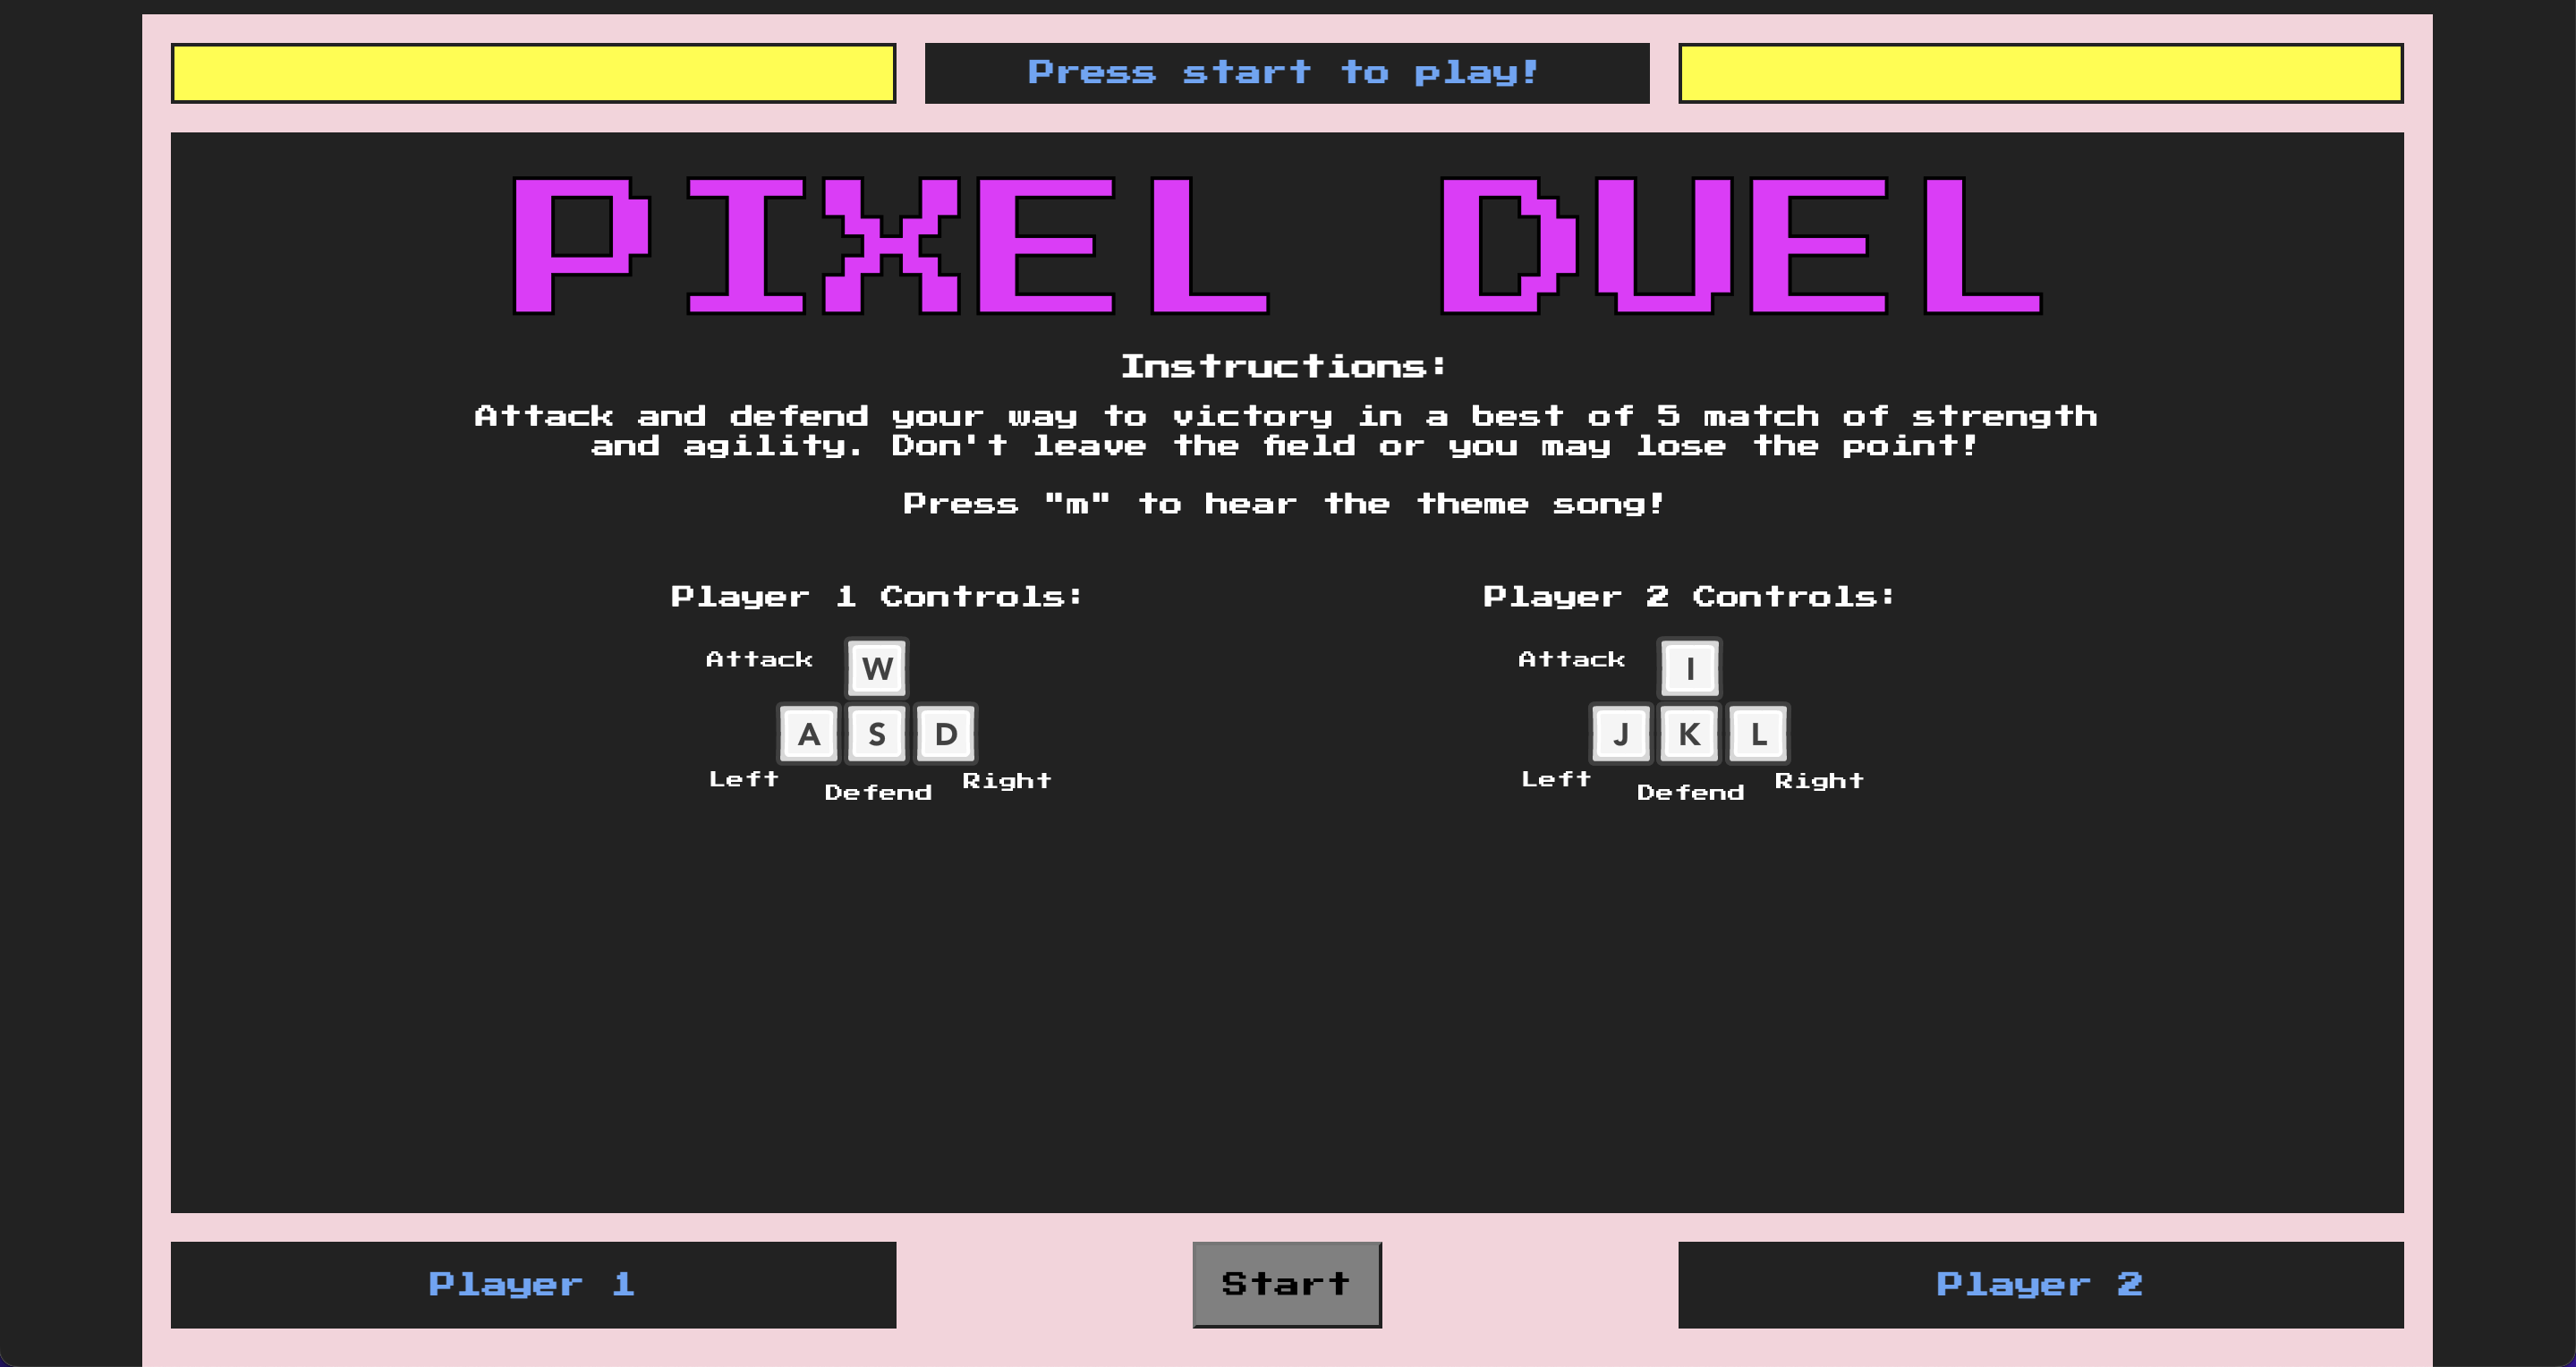 Press start to play!
PIXEL DUEL
Instructions:
Attack and defend your way to victory in a best of 5 match of strength
and agility. Don't leave the field or you may lose the point!
Press "m" to hear the theme song!
Player 1 Controls:
Attack W
A S D
Left Defend Right
Player 2 Controls:
Attack I
J K L
Left Defend Right
Player 1
Start
Player 2